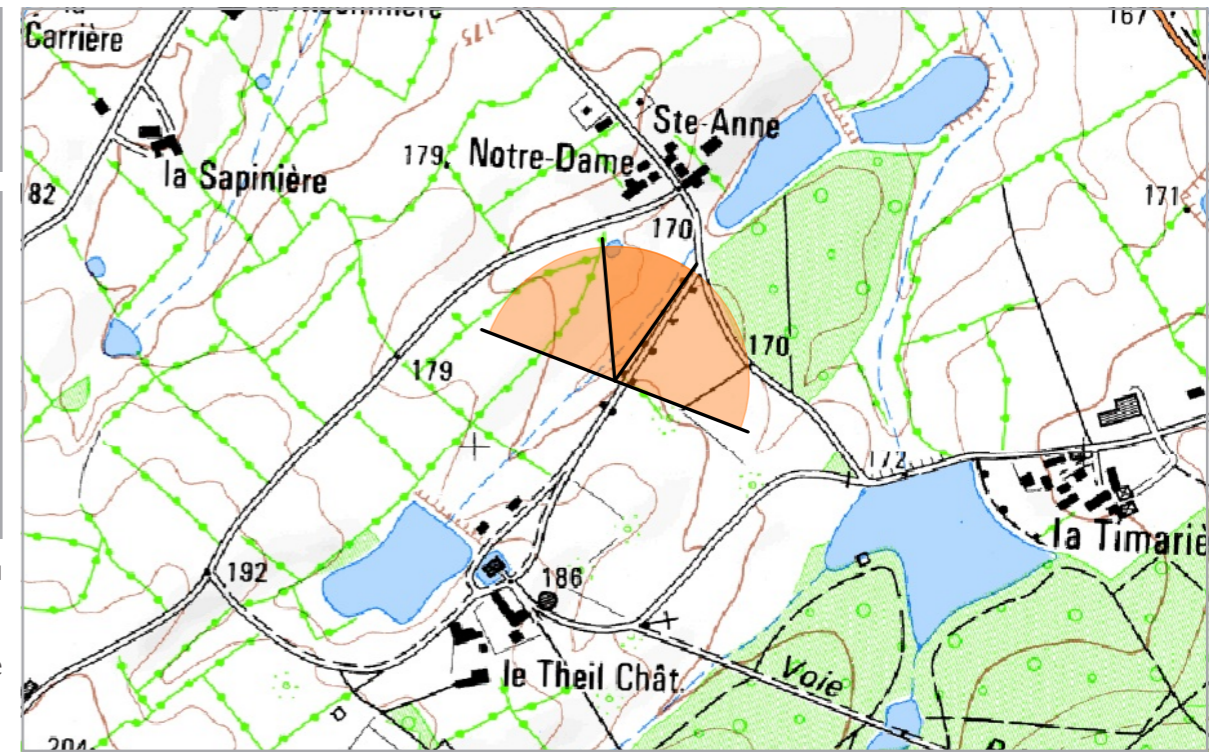 Carrière
175
167
Ste-Anne
179
Notre-Dame
la Sapinière
182
171
170
170
179
172
la Timariè
192
186
le Theil Chât.
Voie
204